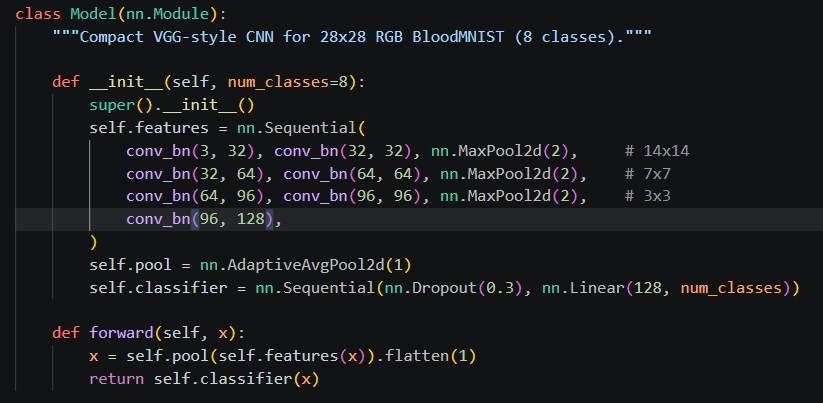 class Model(nn.Module):
    """Compact VGG-style CNN for 28x28 RGB BloodMNIST (8 classes)."""

    def __init__(self, num_classes=8):
        super().__init__()
        self.features = nn.Sequential(
            conv_bn(3, 32), conv_bn(32, 32), nn.MaxPool2d(2),     # 14x14
            conv_bn(32, 64), conv_bn(64, 64), nn.MaxPool2d(2),    # 7x7
            conv_bn(64, 96), conv_bn(96, 96), nn.MaxPool2d(2),    # 3x3
            conv_bn(96, 128),
        )
        self.pool = nn.AdaptiveAvgPool2d(1)
        self.classifier = nn.Sequential(nn.Dropout(0.3), nn.Linear(128, num_classes))

    def forward(self, x):
        x = self.pool(self.features(x)).flatten(1)
        return self.classifier(x)